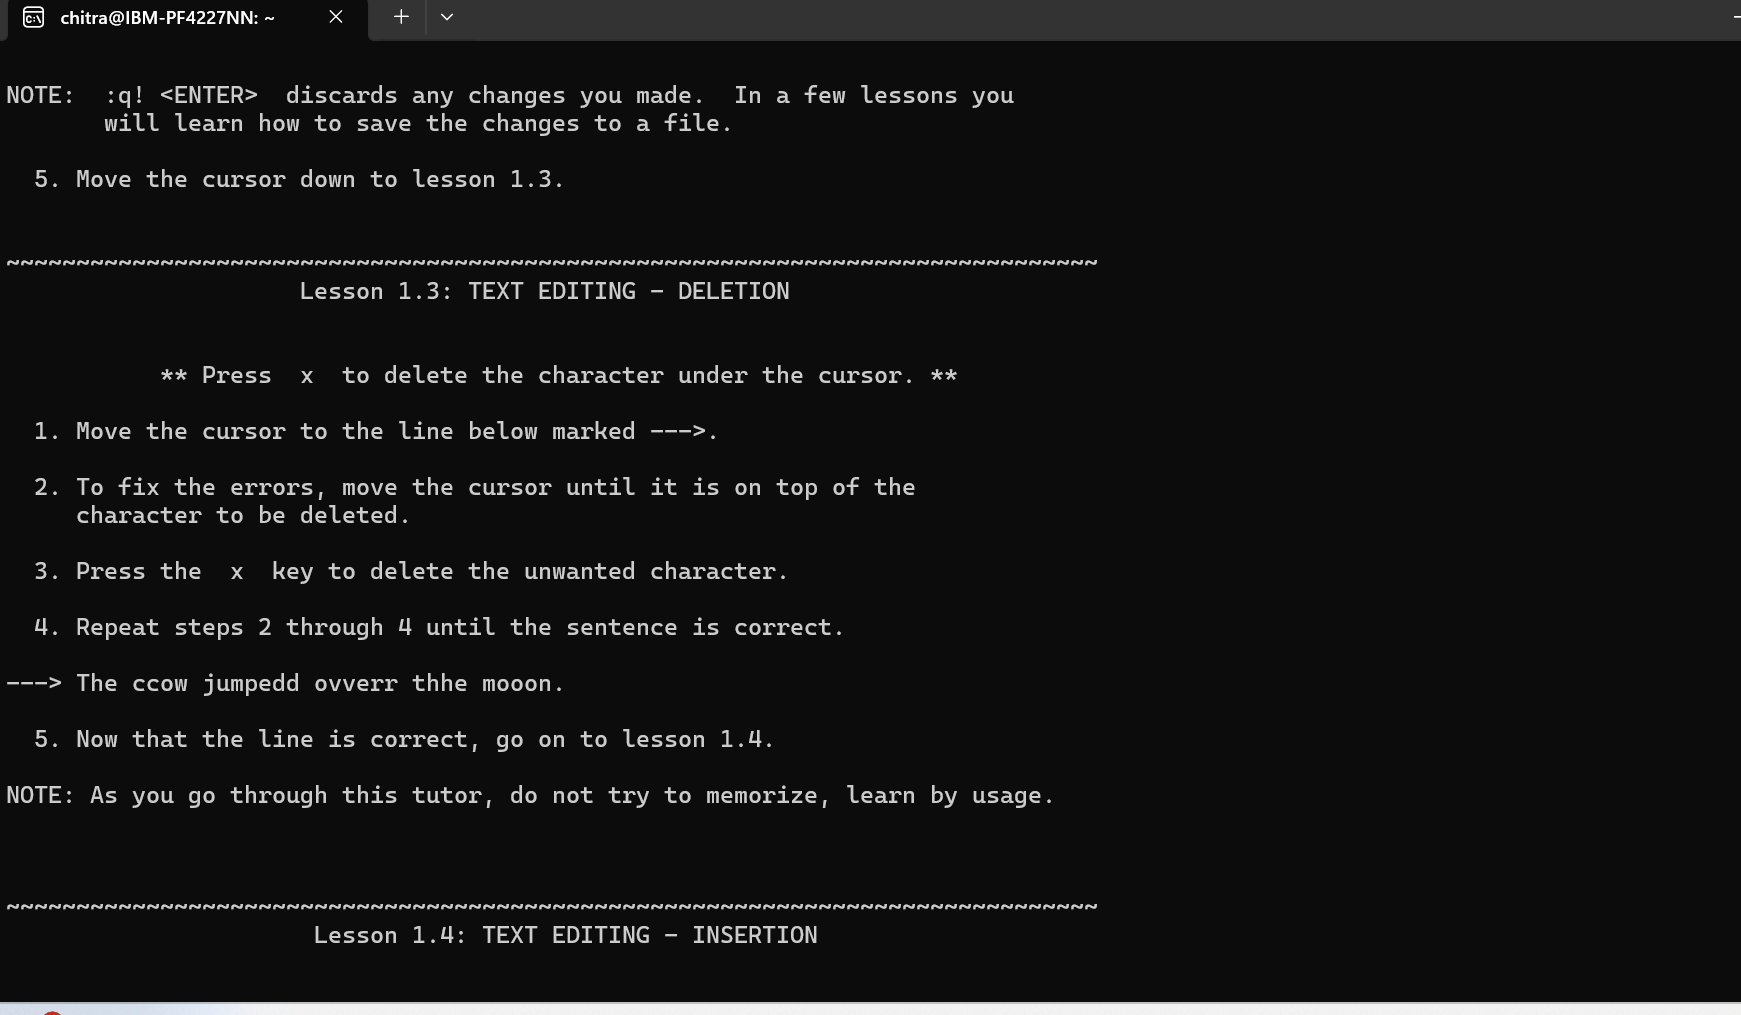 chitra@IBM-PF4227NN: ~
NOTE:  :q! <ENTER>  discards any changes you made.  In a few lessons you
       will learn how to save the changes to a file.
  5. Move the cursor down to lesson 1.3.
~~~~~~~~~~~~~~~~~~~~~~~~~~~~~~~~~~~~~~~~~~~~~~~~~~~~~~~~~~~~~~~~~~~~~~~~~~~~~~
                     Lesson 1.3: TEXT EDITING - DELETION
           ** Press  x  to delete the character under the cursor. **
  1. Move the cursor to the line below marked --->.
  2. To fix the errors, move the cursor until it is on top of the
     character to be deleted.
  3. Press the  x  key to delete the unwanted character.
  4. Repeat steps 2 through 4 until the sentence is correct.
---> The ccow jumpedd ovverr thhe mooon.
  5. Now that the line is correct, go on to lesson 1.4.
NOTE: As you go through this tutor, do not try to memorize, learn by usage.
~~~~~~~~~~~~~~~~~~~~~~~~~~~~~~~~~~~~~~~~~~~~~~~~~~~~~~~~~~~~~~~~~~~~~~~~~~~~~~
                      Lesson 1.4: TEXT EDITING - INSERTION